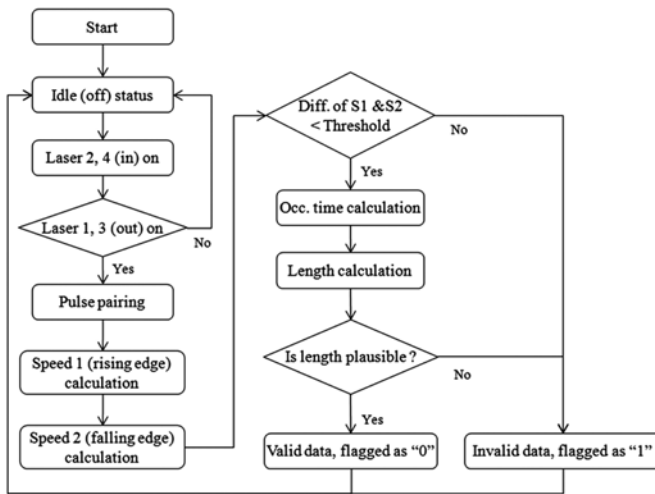 Start
Idle (off) status
Laser 2, 4 (in) on
Laser 1, 3 (out) on
No
Yes
Pulse pairing
Speed 1 (rising edge)
calculation
Speed 2 (falling edge)
calculation
Diff. of S1 &S2
< Threshold
No
Yes
Occ. time calculation
Length calculation
Is length plausible ?
No
Yes
Valid data, flagged as “0”
Invalid data, flagged as “1”